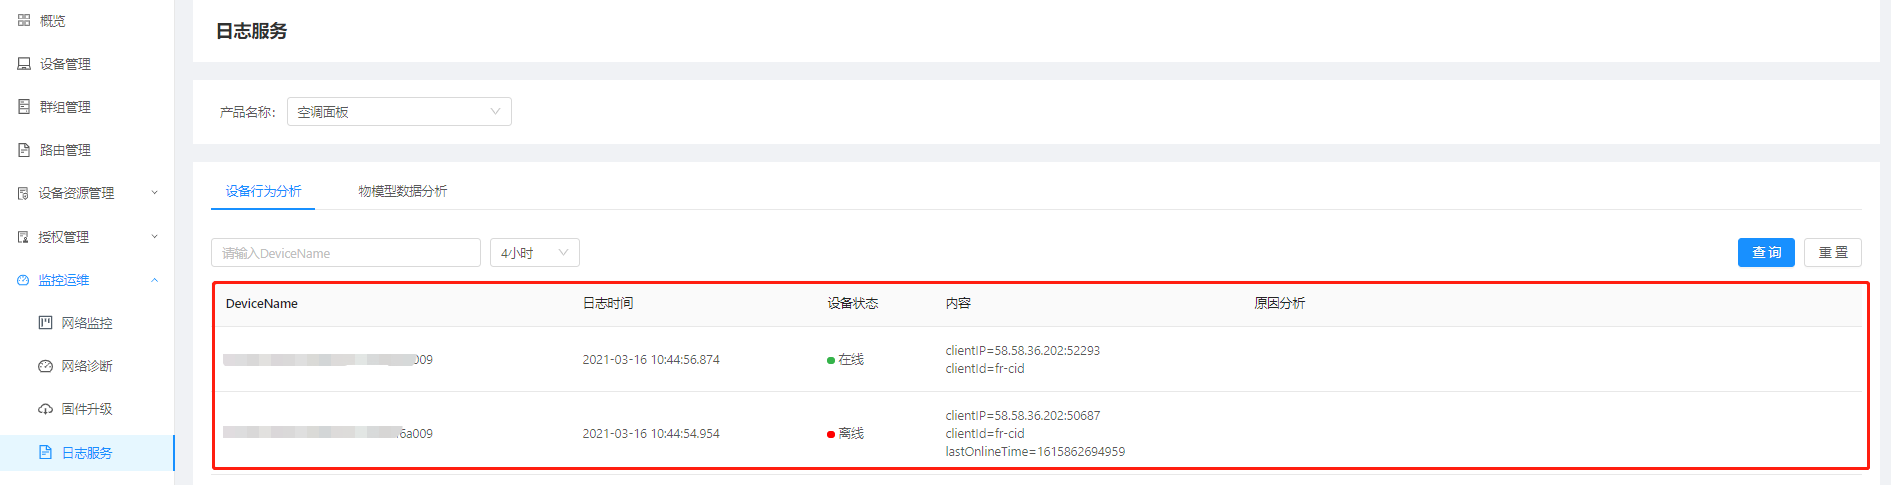 概览
设备管理
群组管理
路由管理
设备资源管理
授权管理
监控运维
网络监控
网络诊断
固件升级
日志服务
日志服务
产品名称: 空调面板
设备行为分析 物模型数据分析
请输入DeviceName 4小时 查询 重置
DeviceName 日志时间 设备状态 内容 原因分析
009 2021-03-16 10:44:56.874 在线
clientIP=58.58.36.202:52293
clientId=fr-cid
6a009 2021-03-16 10:44:54.954 离线
clientIP=58.58.36.202:50687
clientId=fr-cid
lastOnlineTime=1615862694959